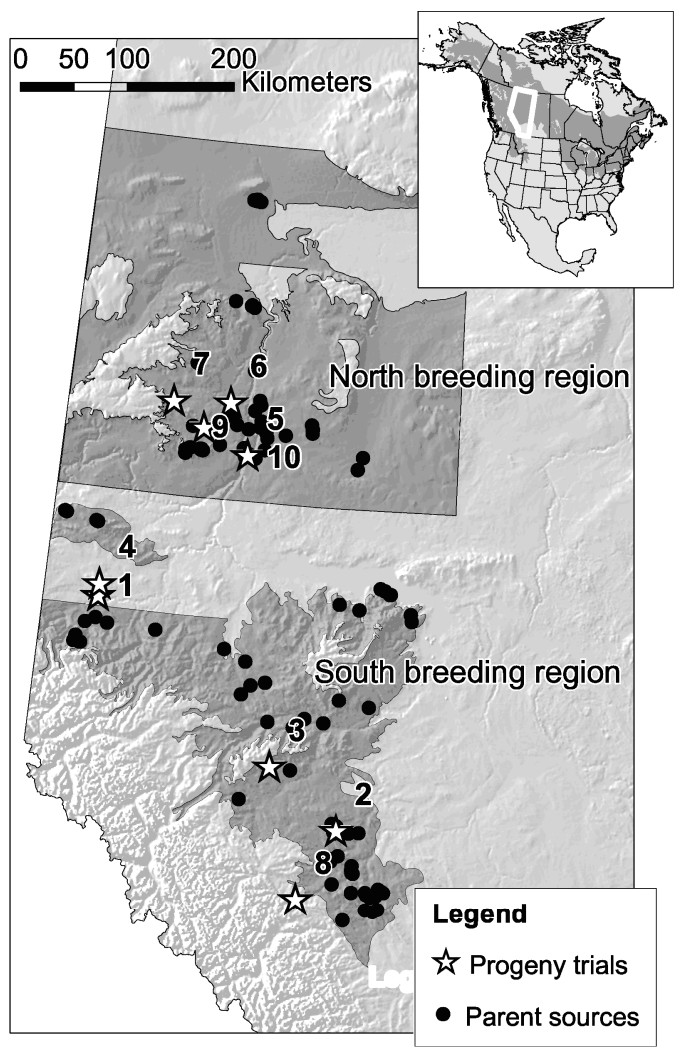 0 50 100 200
Kilometers
7 6
North breeding region
5
9
10
4
1
South breeding region
3
2
8
Legend
Progeny trials
Parent sources
Leg